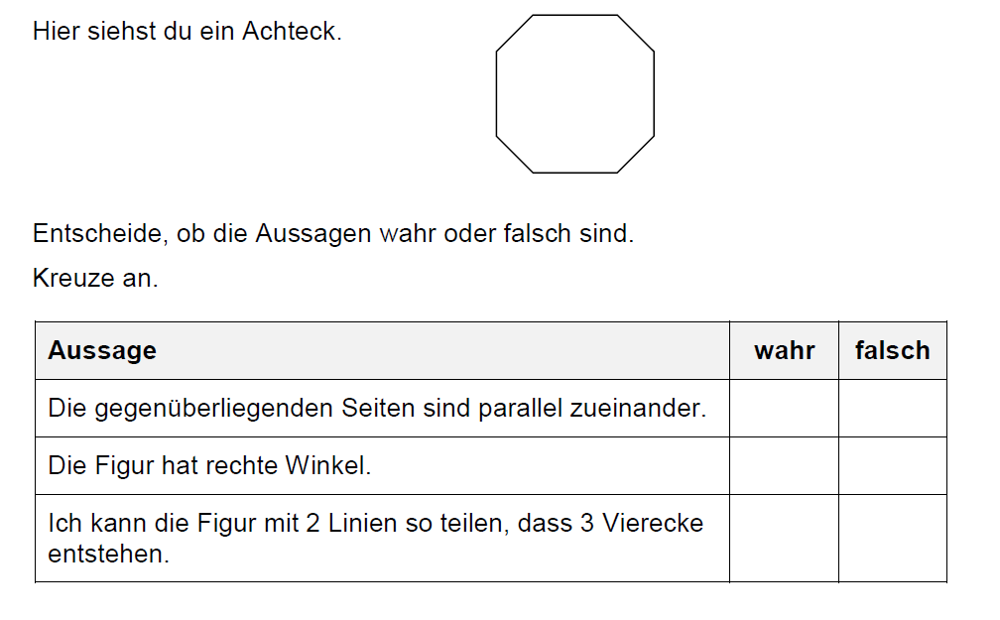 Hier siehst du ein Achteck.
Entscheide, ob die Aussagen wahr oder falsch sind.
Kreuze an.
Aussage wahr falsch
Die gegenüberliegenden Seiten sind parallel zueinander.
Die Figur hat rechte Winkel.
Ich kann die Figur mit 2 Linien so teilen, dass 3 Vierecke
entstehen.